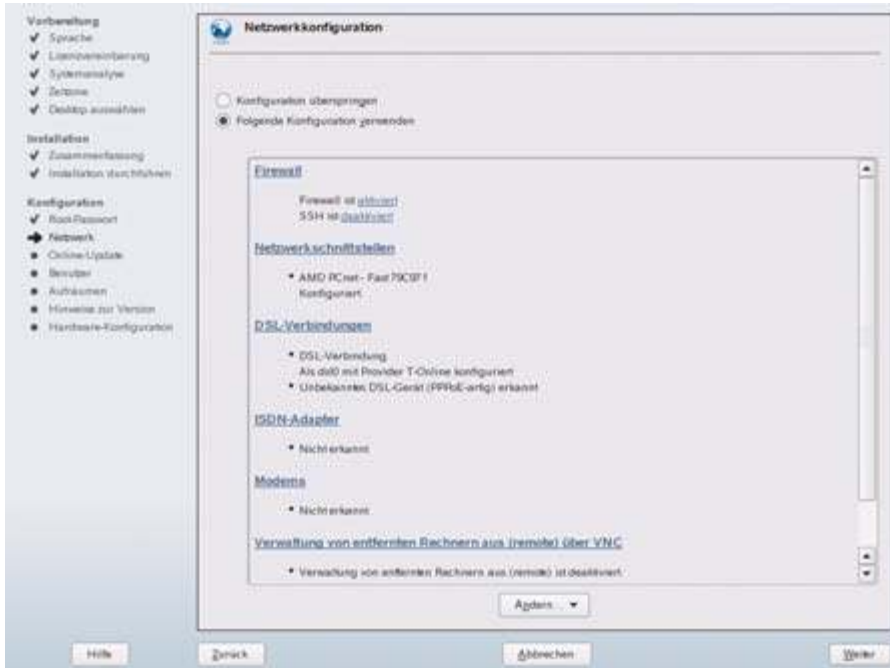 Vorbereitung
Sprache
Lizenzvereinbarung
Systemanalyse
Zeitzone
Desktop auswählen
Installation
Zusammenfassung
Installation durchführen
Konfiguration
Root-Passwort
Netzwerk
Online-Update
Benutzer
Aufräumen
Hinweise zur Version
Hardware-Konfiguration
Netzwerkkonfiguration
Konfiguration überspringen
Folgende Konfiguration verwenden
Firewall
Firewall ist aktiviert
SSH ist deaktiviert
Netzwerkschnittstellen
AMD PCnet - Fast 79C971
Konfiguriert
DSL-Verbindungen
DSL-Verbindung
Als dsl0 mit Provider T-Online konfiguriert
Unbekanntes DSL-Gerät (PPPoE-artig) erkannt
ISDN-Adapter
Nicht erkannt
Modems
Nicht erkannt
Verwaltung von entfernten Rechnern aus (remote) über VNC
Verwaltung von entfernten Rechnern aus (remote) ist deaktiviert.
Ändern
Hilfe
Zurück
Abbrechen
Weiter